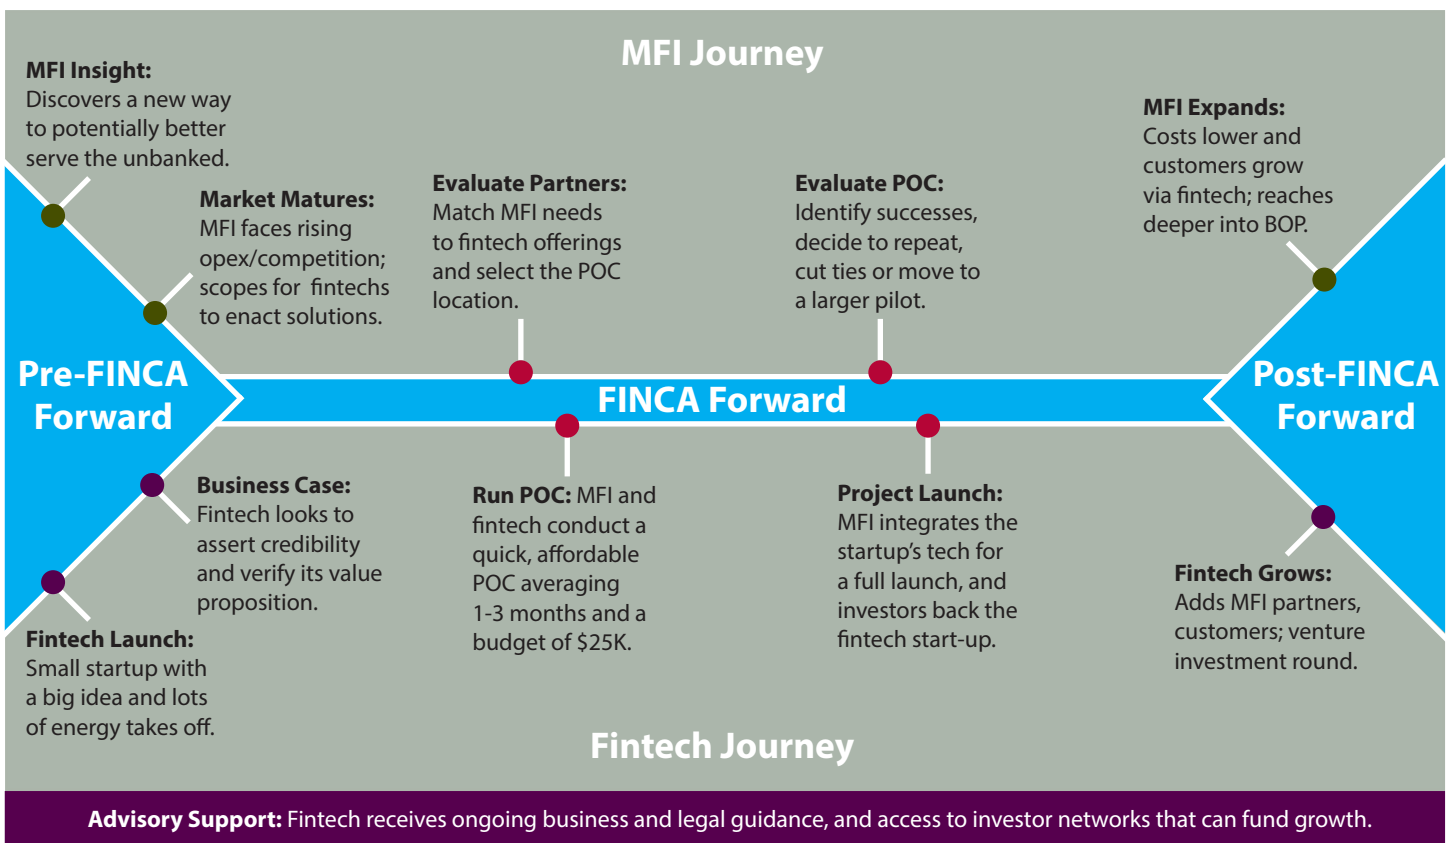 MFI Journey
MFI Insight:
Discovers a new way
to potentially better
serve the unbanked.
Market Matures:
MFI faces rising
opex/competition;
scopes for fintechs
to enact solutions.
Evaluate Partners:
Match MFI needs
to fintech offerings
and select the POC
location.
Evaluate POC:
Identify successes,
decide to repeat,
cut ties or move to
a larger pilot.
MFI Expands:
Costs lower and
customers grow
via fintech; reaches
deeper into BOP.
Pre-FINCA
Forward
FINCA Forward
Post-FINCA
Forward
Business Case:
Fintech looks to
assert credibility
and verify its value
proposition.
Fintech Launch:
Small startup with
a big idea and lots
of energy takes off.
Run POC: MFI and
fintech conduct a
quick, affordable
POC averaging
1-3 months and a
budget of $25K.
Project Launch:
MFI integrates the
startup's tech for
a full launch, and
investors back the
fintech start-up.
Fintech Grows:
Adds MFI partners,
customers; venture
investment round.
Fintech Journey
Advisory Support: Fintech receives ongoing business and legal guidance, and access to investor networks that can fund growth.